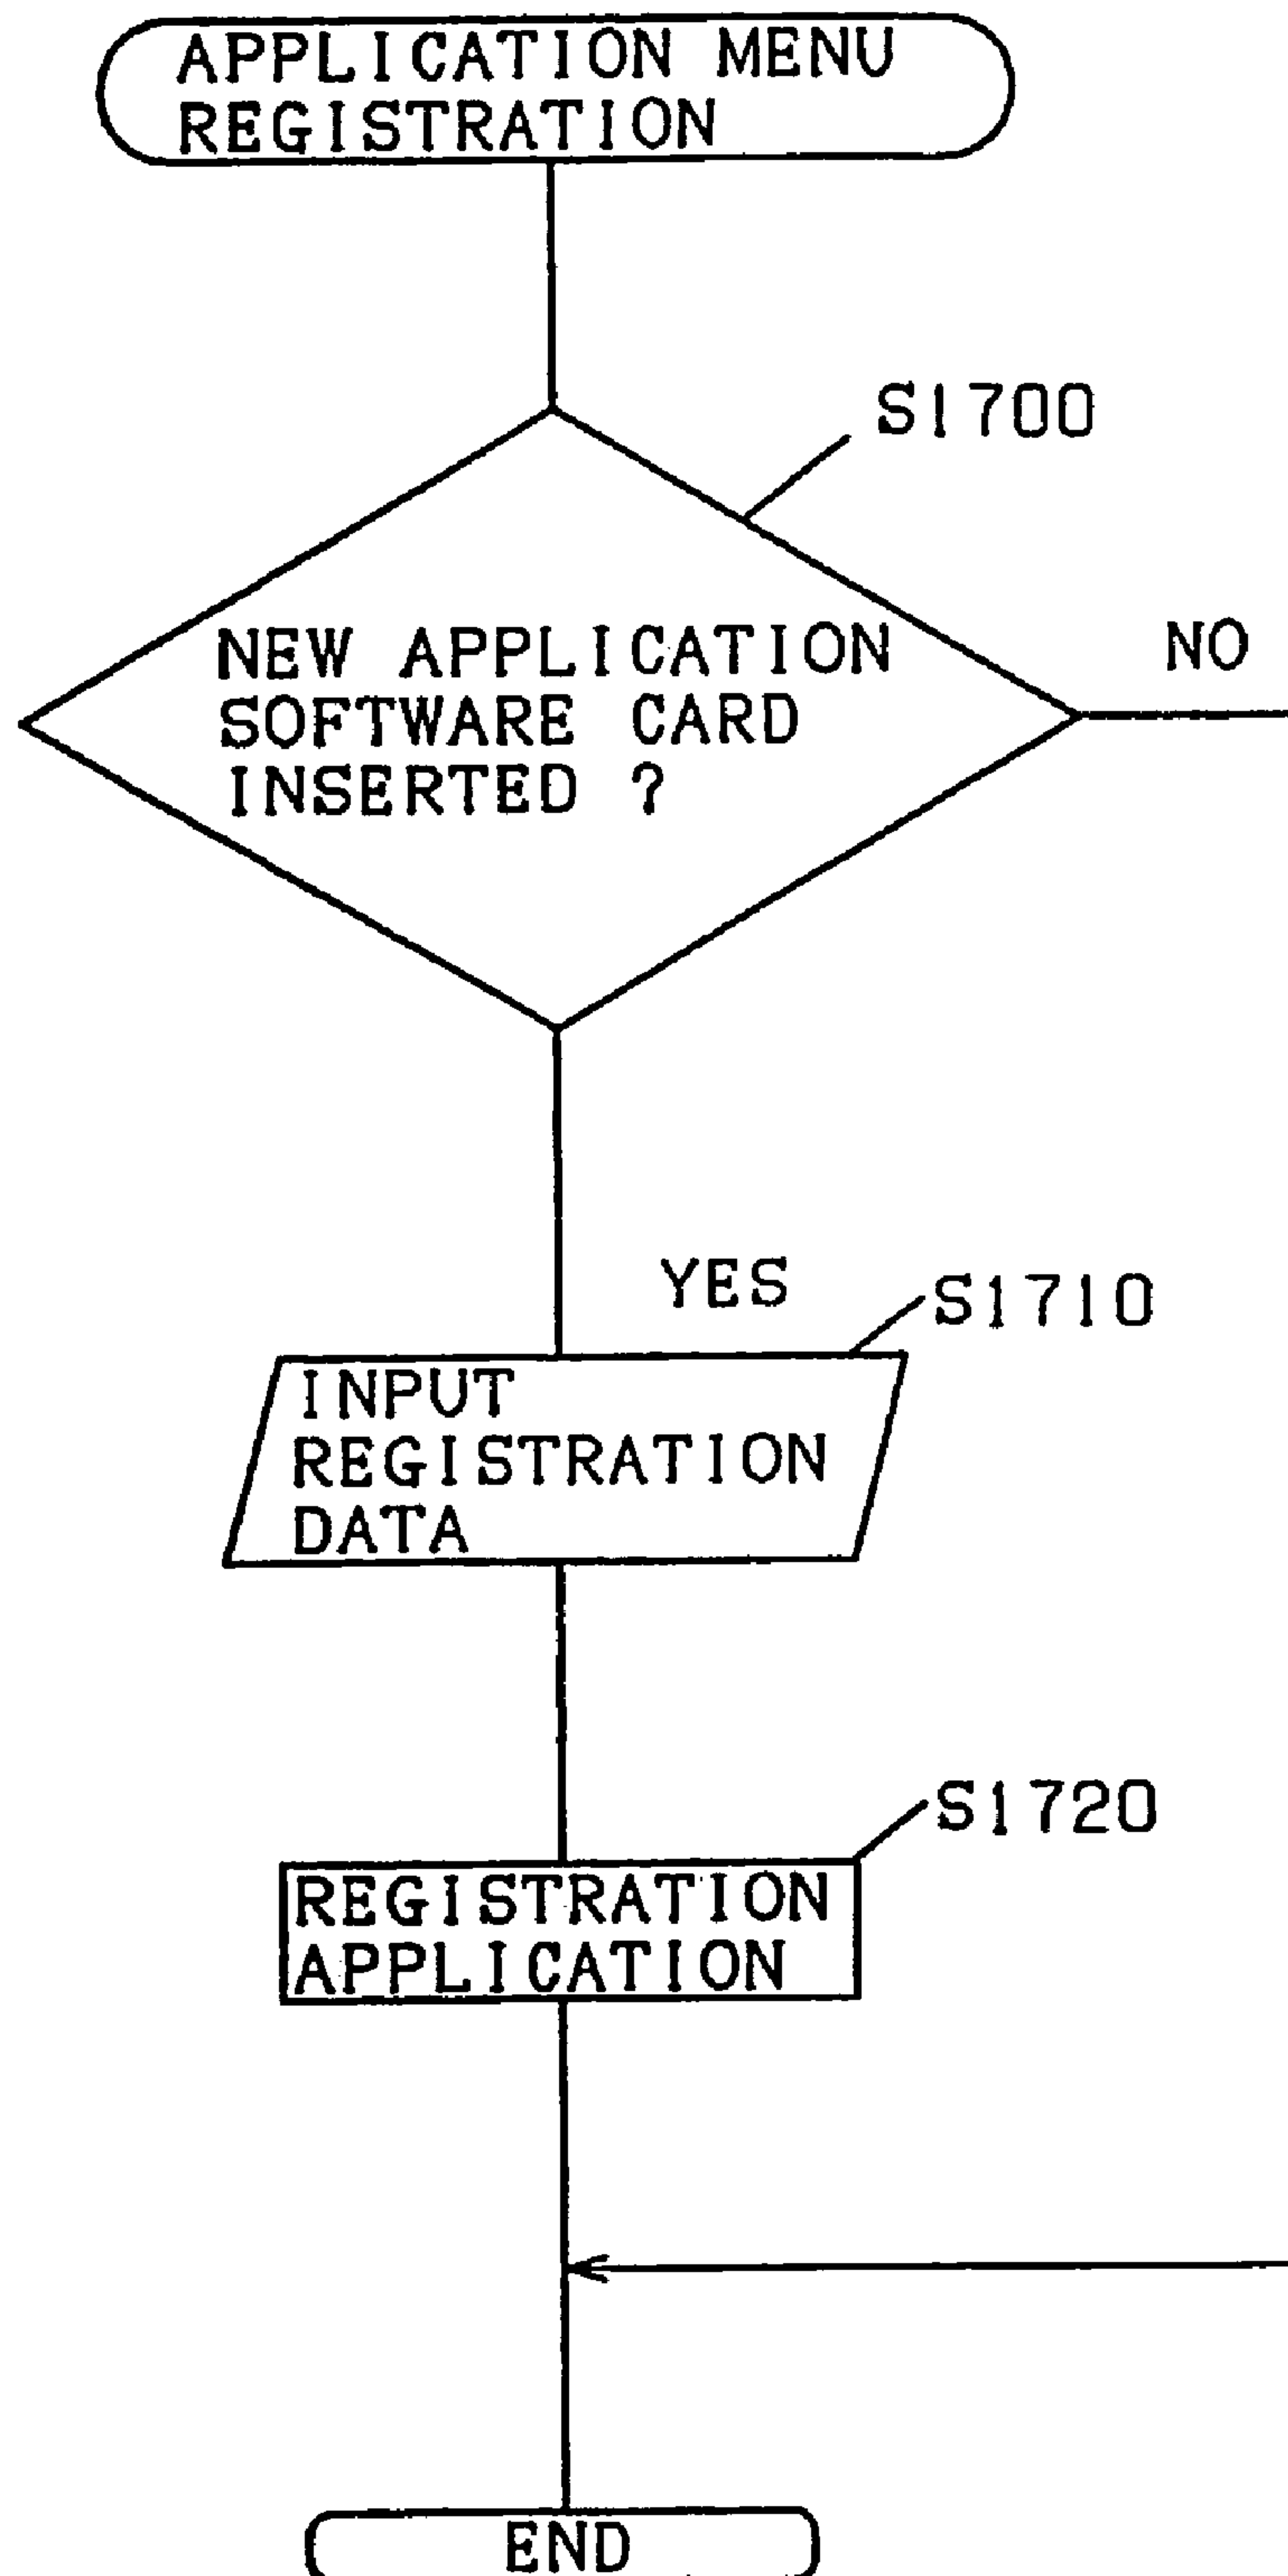 APPLICATION MENU
REGISTRATION
S1700
NEW APPLICATION
SOFTWARE CARD
INSERTED ?
NO
YES
S1710
INPUT
REGISTRATION
DATA
S1720
REGISTRATION
APPLICATION
END